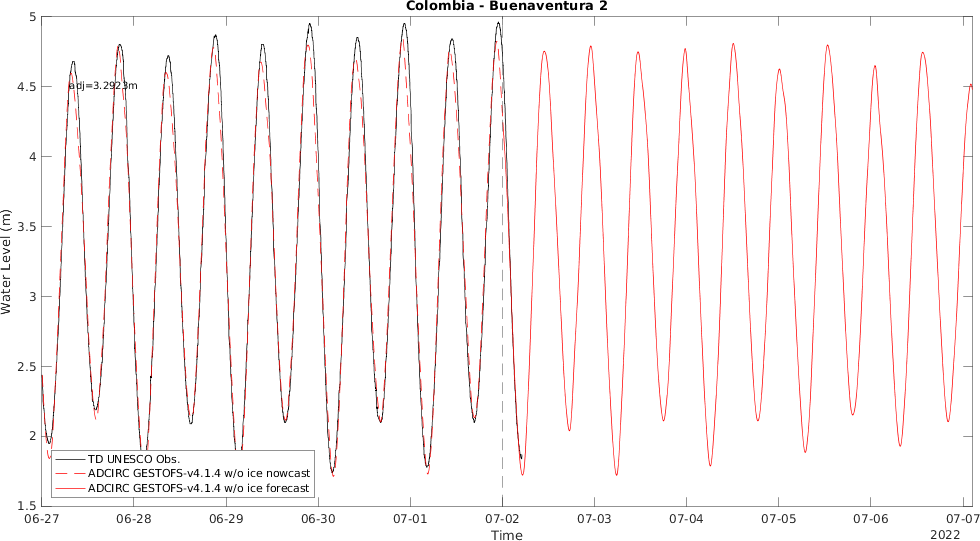 Colombia - Buenaventura 2
5
4.5
4
3.5
3
2.5
2
1.5
Water Level (m)
adj=3.2923m
TD UNESCO Obs.
ADCIRC GESTOFS-v4.1.4 w/o ice nowcast
ADCIRC GESTOFS-v4.1.4 w/o ice forecast
06-27 06-28 06-29 06-30 07-01 07-02 07-03 07-04 07-05 07-06 07-07
Time
2022